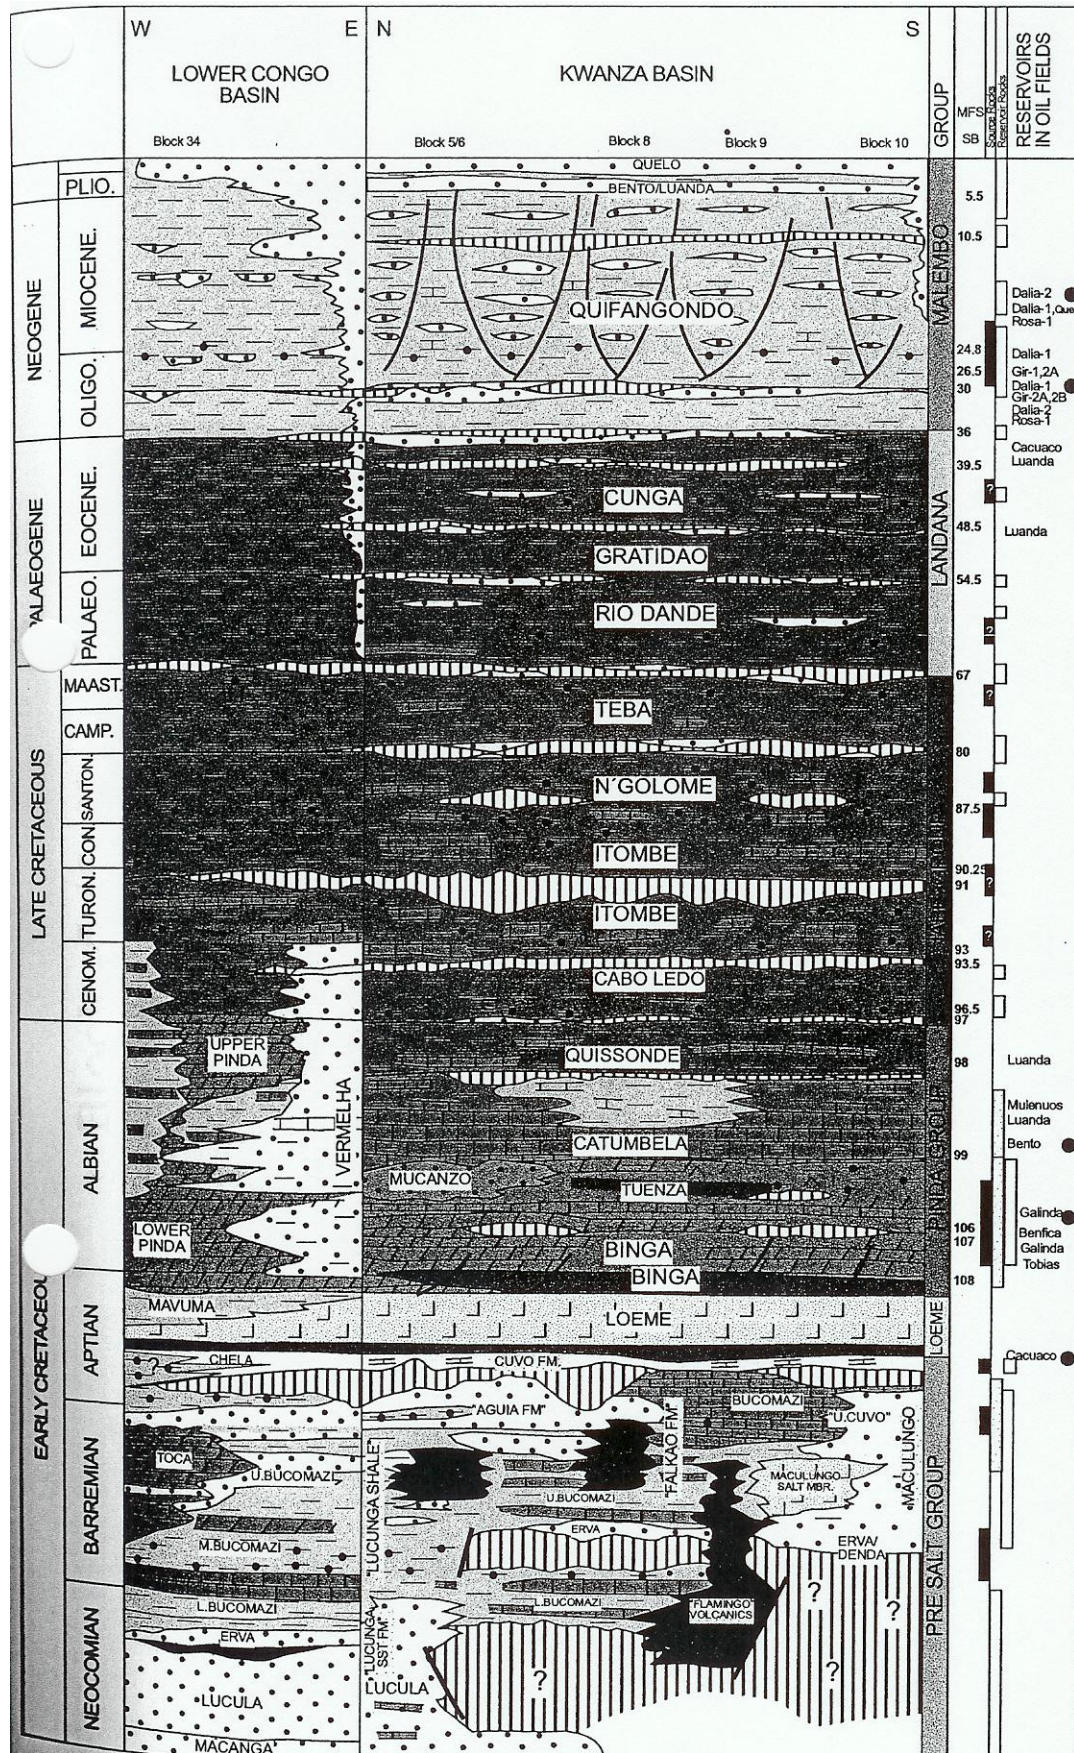 W
E
N
S
LOWER CONGO
BASIN
KWANZA BASIN
GROUP
MFS
SB
Source Rocks
Reservoir Rocks
RESERVOIRS
IN OIL FIELDS
Block 34
Block 5/6
Block 8
Block 9
Block 10
NEOGENE
PLIO.
MIOCENE.
OLIGO.
QUELO
BENTO/LUANDA
QUIFANGONDO
MALEMBO
5.5
10.5
24.8
26.5
30
36
Dalia-2
Dalia-1,Que
Rosa-1
Dalia-1
Gir-1,2A
Dalia-1
Gir-2A,2B
Dalia-2
Rosa-1
PALAEOGENE
EOCENE.
PALAEO.
CUNGA
GRATIDAO
RIO DANDE
LANDANA
39.5
48.5
54.5
67
?
?
Cacuaco
Luanda
Luanda
LATE CRETACEOUS
MAAST.
CAMP.
SANTON.
CON.
TURON.
CENOM.
TEBA
N´GOLOME
ITOMBE
ITOMBE
CABO LEDO
80
87.5
90.25
91
93
93.5
96.5
97
?
?
?
EARLY CRETACEOU
ALBIAN
APTIAN
BARREMIAN
NEOCOMIAN
UPPER
PINDA
VERMELHA
LOWER
PINDA
QUISSONDE
CATUMBELA
MUCANZO
TUENZA
BINGA
BINGA
PINDA GROUP
98
99
106
107
108
Luanda
Mulenuos
Luanda
Bento
Galinda
Benfica
Galinda
Tobias
MAVUMA
LOEME
LOEME
?
CHELA
CUVO FM.
Cacuaco
"AGUIA FM"
BUCOMAZI
"U.CUVO"
TOCA
U.BUCOMAZI
"LUCUNGA SHALE"
"FALKAO FM"
MACULUNGO
SALT MBR.
MACULUNGO
U.BUCOMAZI
M.BUCOMAZI
ERVA
ERVA/
DENDA
PRE SALT GROUP
L.BUCOMAZI
L.BUCOMAZI
"FLAMINGO"
VOLCANICS
?
?
ERVA
"LUCUNGA
SST FM"
LUCULA
LUCULA
?
?
MACANGA